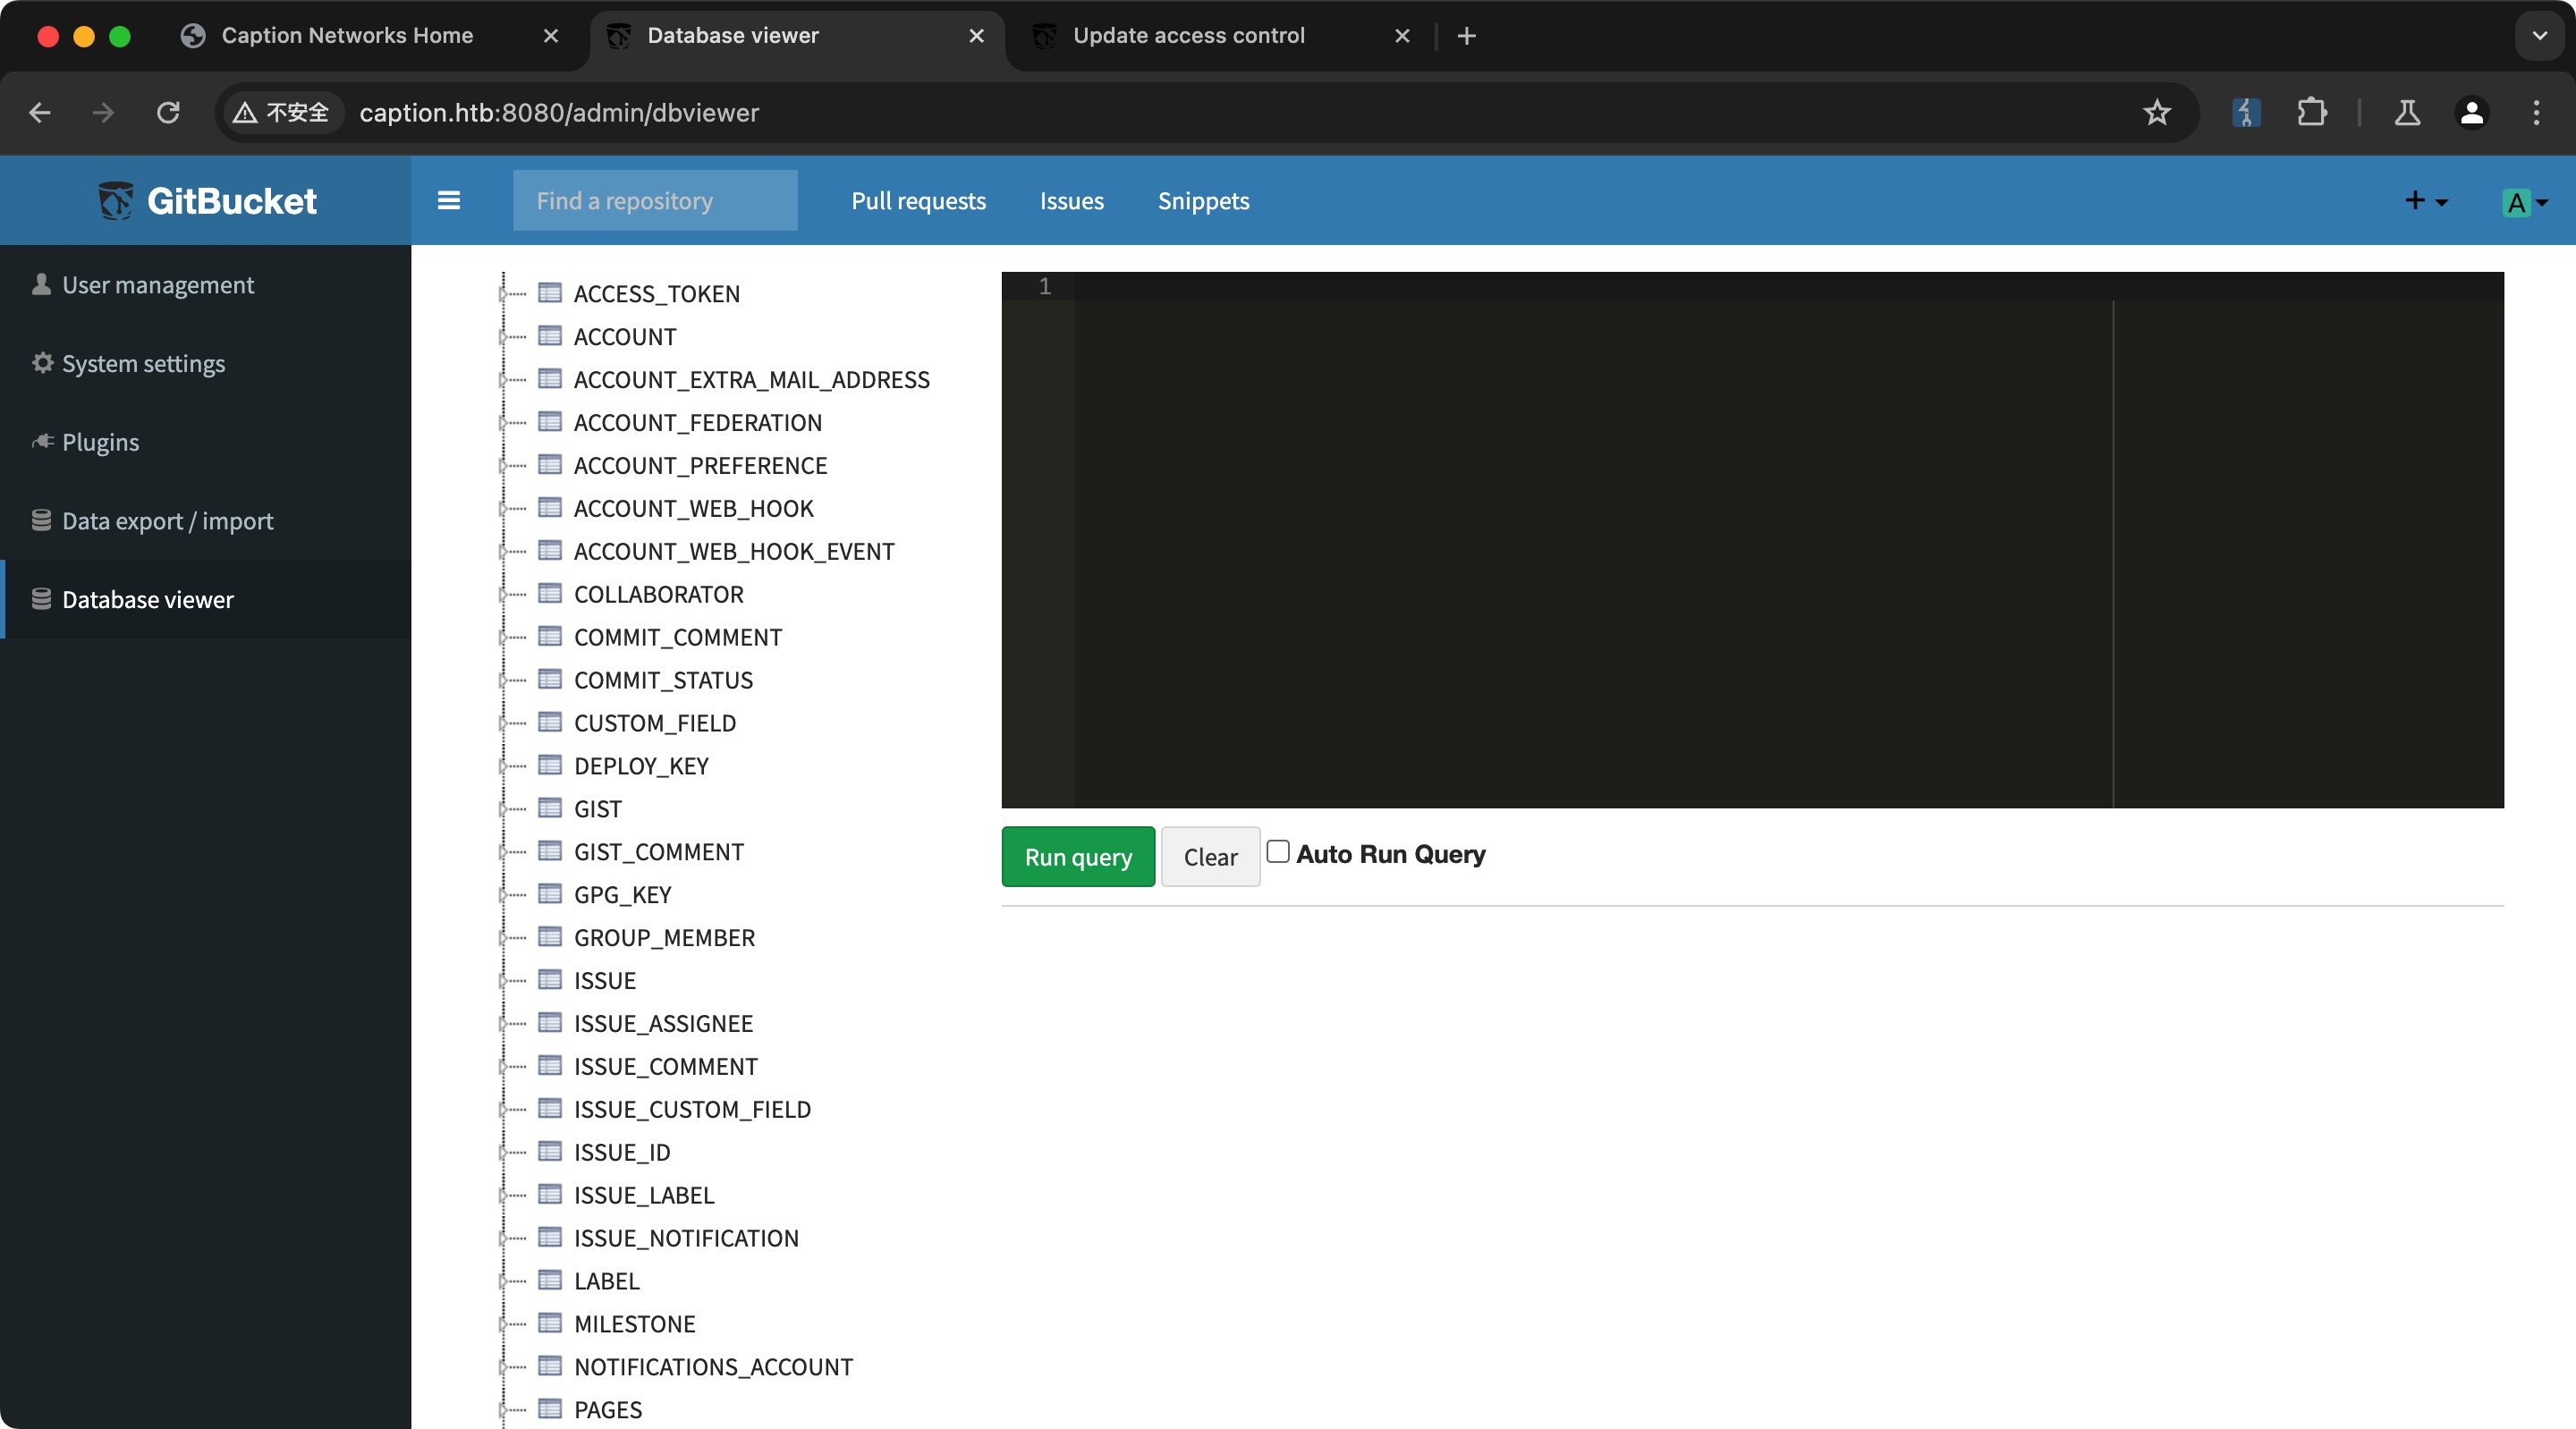 Caption Networks Home
Database viewer
Update access control
不安全 caption.htb:8080/admin/dbviewer
GitBucket
Find a repository
Pull requests
Issues
Snippets
A
User management
System settings
Plugins
Data export / import
Database viewer
ACCESS_TOKEN
ACCOUNT
ACCOUNT_EXTRA_MAIL_ADDRESS
ACCOUNT_FEDERATION
ACCOUNT_PREFERENCE
ACCOUNT_WEB_HOOK
ACCOUNT_WEB_HOOK_EVENT
COLLABORATOR
COMMIT_COMMENT
COMMIT_STATUS
CUSTOM_FIELD
DEPLOY_KEY
GIST
GIST_COMMENT
GPG_KEY
GROUP_MEMBER
ISSUE
ISSUE_ASSIGNEE
ISSUE_COMMENT
ISSUE_CUSTOM_FIELD
ISSUE_ID
ISSUE_LABEL
ISSUE_NOTIFICATION
LABEL
MILESTONE
NOTIFICATIONS_ACCOUNT
PAGES
1
Run query
Clear
Auto Run Query